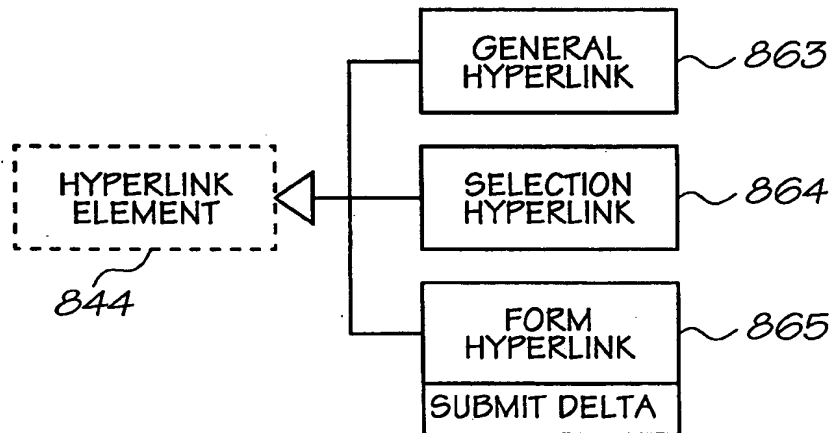 GENERAL
HYPERLINK
863
HYPERLINK
ELEMENT
844
SELECTION
HYPERLINK
864
FORM
HYPERLINK
865
SUBMIT DELTA